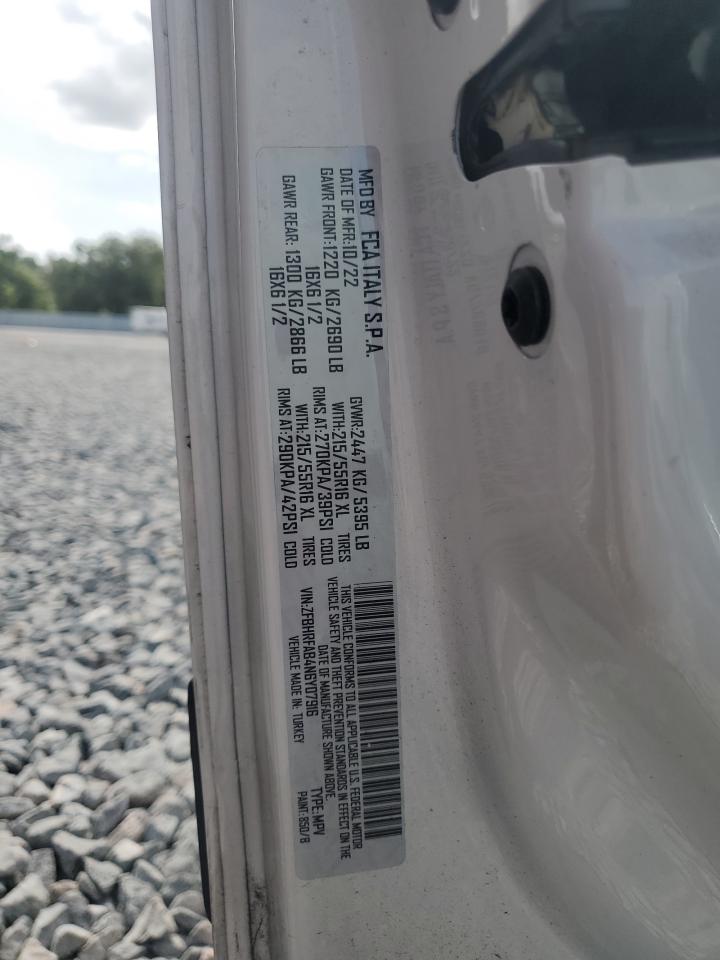 MFD BY FCA ITALY S.P.A.
DATE OF MFR:10/22 GVWR:2447 KG/5395 LB
GAWR FRONT:1220 KG/2690 LB WITH:215/55R16 XL TIRES
16X6 1/2 RIMS AT:270KPA/39PSI COLD
GAWR REAR: 1300 KG/2866 LB WITH:215/55R16 XL TIRES
16X6 1/2 RIMS AT:290KPA/42PSI COLD
THIS VEHICLE CONFORMS TO ALL APPLICABLE U.S. FEDERAL MOTOR
VEHICLE SAFETY AND THEFT PREVENTION STANDARDS IN EFFECT ON THE
DATE OF MANUFACTURE SHOWN ABOVE.
VIN:ZFBHRFAB4N6Y07916 TYPE:MPV
VEHICLE MADE IN: TURKEY PAINT: 850/B